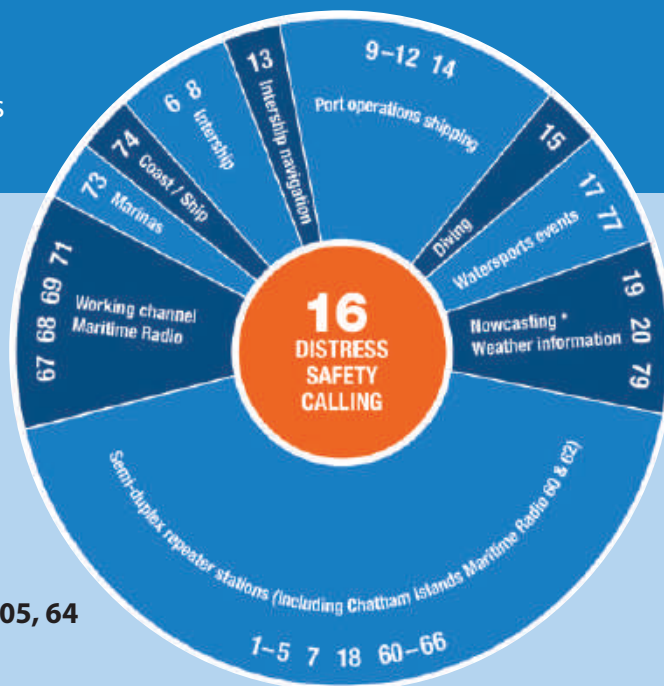 s
9–12 14
Port operations shipping
13
Intership navigation
6 8
Intership
74
Coast / Ship
73
Marinas
67 68 69 71
Working channel
Maritime Radio
15
Diving
17 77
Watersports events
19 20 79
Nowcasting *
Weather information
16
DISTRESS
SAFETY
CALLING
Semi-duplex repeater stations (including Chatham Islands Maritime Radio 60 & 62)
1–5 7 18 60–66
05, 64